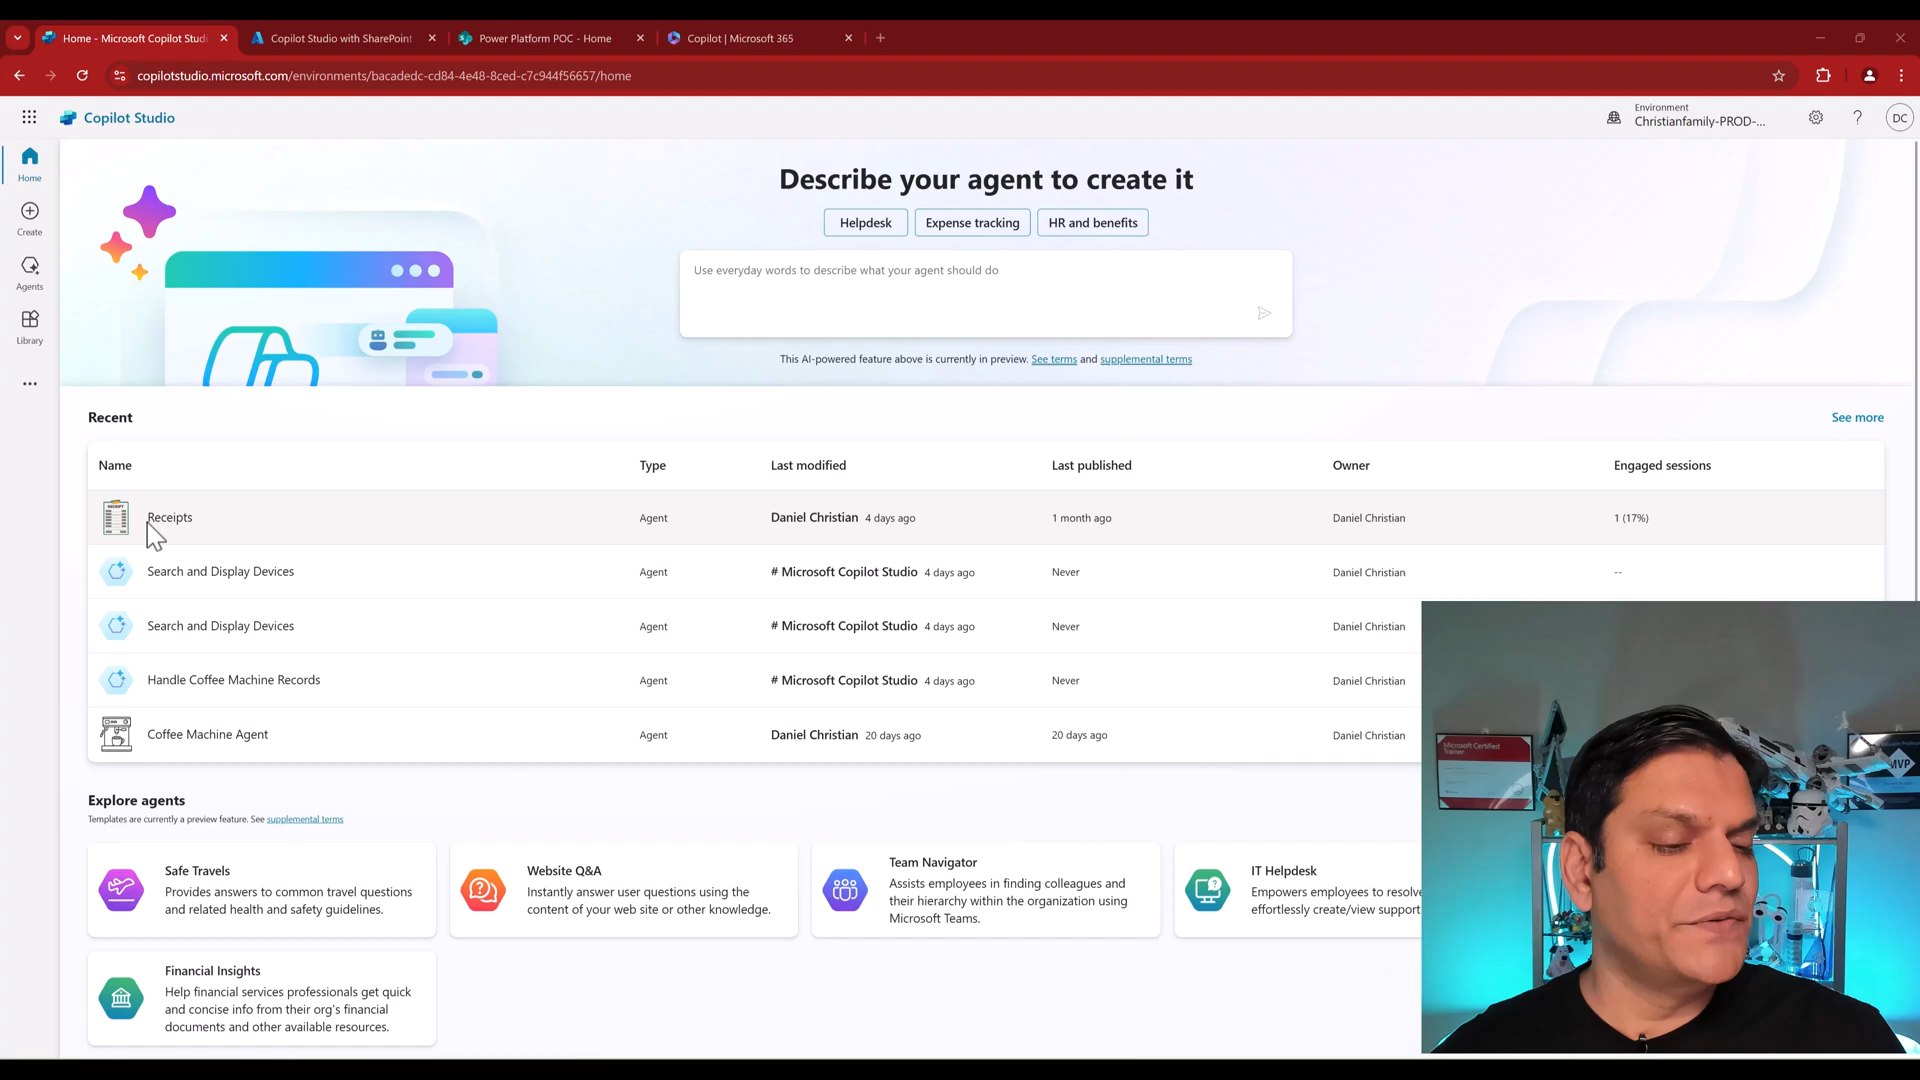 Home - Microsoft Copilot Studi
Copilot Studio with SharePoint
Power Platform POC - Home
Copilot | Microsoft 365
copilotstudio.microsoft.com/environments/bacadedc-cd84-4e48-8ced-c7c944f56657/home
Copilot Studio
Environment
Christianfamily-PROD-...
DC
Home
Create
Agents
Library
Describe your agent to create it
Helpdesk
Expense tracking
HR and benefits
Use everyday words to describe what your agent should do
This AI-powered feature above is currently in preview. See terms and supplemental terms
Recent
See more
Name Type Last modified Last published Owner Engaged sessions
Receipts Agent Daniel Christian 4 days ago 1 month ago Daniel Christian 1 (17%)
Search and Display Devices Agent # Microsoft Copilot Studio 4 days ago Never Daniel Christian --
Search and Display Devices Agent # Microsoft Copilot Studio 4 days ago Never Daniel Christian
Handle Coffee Machine Records Agent # Microsoft Copilot Studio 4 days ago Never Daniel Christian
Coffee Machine Agent Agent Daniel Christian 20 days ago 20 days ago Daniel Christian
Explore agents
Templates are currently a preview feature. See supplemental terms
Safe Travels
Provides answers to common travel questions
and related health and safety guidelines.
Website Q&A
Instantly answer user questions using the
content of your web site or other knowledge.
Team Navigator
Assists employees in finding colleagues and
their hierarchy within the organization using
Microsoft Teams.
IT Helpdesk
Empowers employees to resolve
effortlessly create/view support
Financial Insights
Help financial services professionals get quick
and concise info from their org's financial
documents and other available resources.
Microsoft Certified
Trainer
MVP